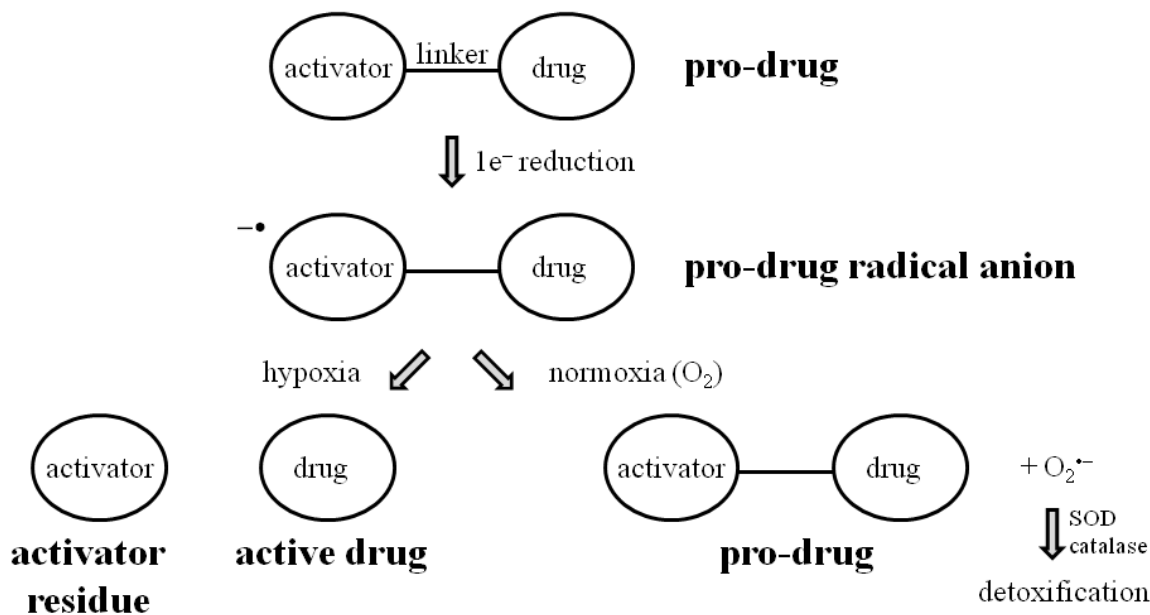 linker
activator
drug
pro-drug
1e⁻ reduction
−•
activator
drug
pro-drug radical anion
hypoxia
normoxia (O₂)
activator
drug
activator
drug
+ O₂•⁻
activator
residue
active drug
pro-drug
SOD
catalase
detoxification